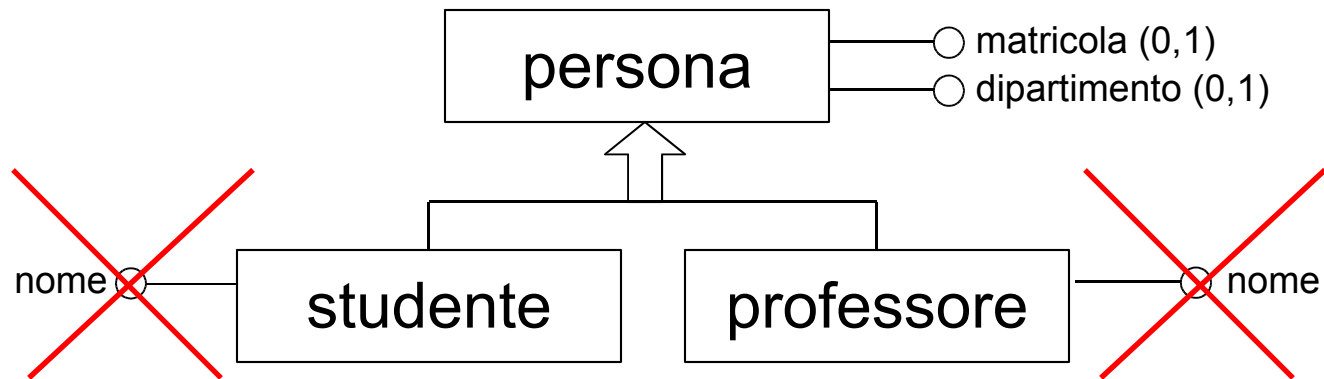 persona
matricola (0,1)
dipartimento (0,1)
nome
studente
professore
nome